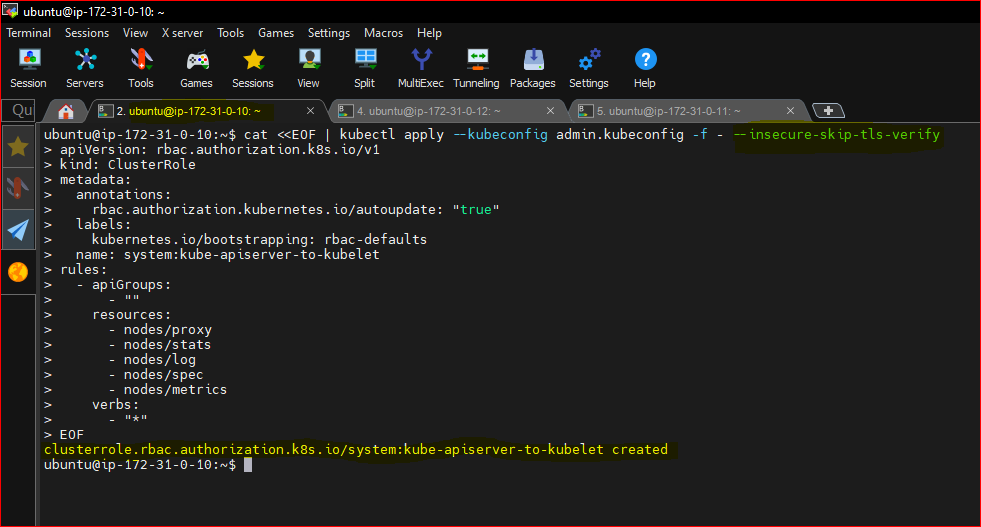 ubuntu@ip-172-31-0-10: ~
Terminal Sessions View X server Tools Games Settings Macros Help
Session Servers Tools Games Sessions View Split MultiExec Tunneling Packages Settings Help
Qu 2. ubuntu@ip-172-31-0-10: ~ 4. ubuntu@ip-172-31-0-12: ~ 5. ubuntu@ip-172-31-0-11: ~
ubuntu@ip-172-31-0-10:~$ cat <<EOF | kubectl apply --kubeconfig admin.kubeconfig -f - --insecure-skip-tls-verify
> apiVersion: rbac.authorization.k8s.io/v1
> kind: ClusterRole
> metadata:
>   annotations:
>     rbac.authorization.kubernetes.io/autoupdate: "true"
>   labels:
>     kubernetes.io/bootstrapping: rbac-defaults
>   name: system:kube-apiserver-to-kubelet
> rules:
>   - apiGroups:
>       - ""
>     resources:
>       - nodes/proxy
>       - nodes/stats
>       - nodes/log
>       - nodes/spec
>       - nodes/metrics
>     verbs:
>       - "*"
> EOF
clusterrole.rbac.authorization.k8s.io/system:kube-apiserver-to-kubelet created
ubuntu@ip-172-31-0-10:~$